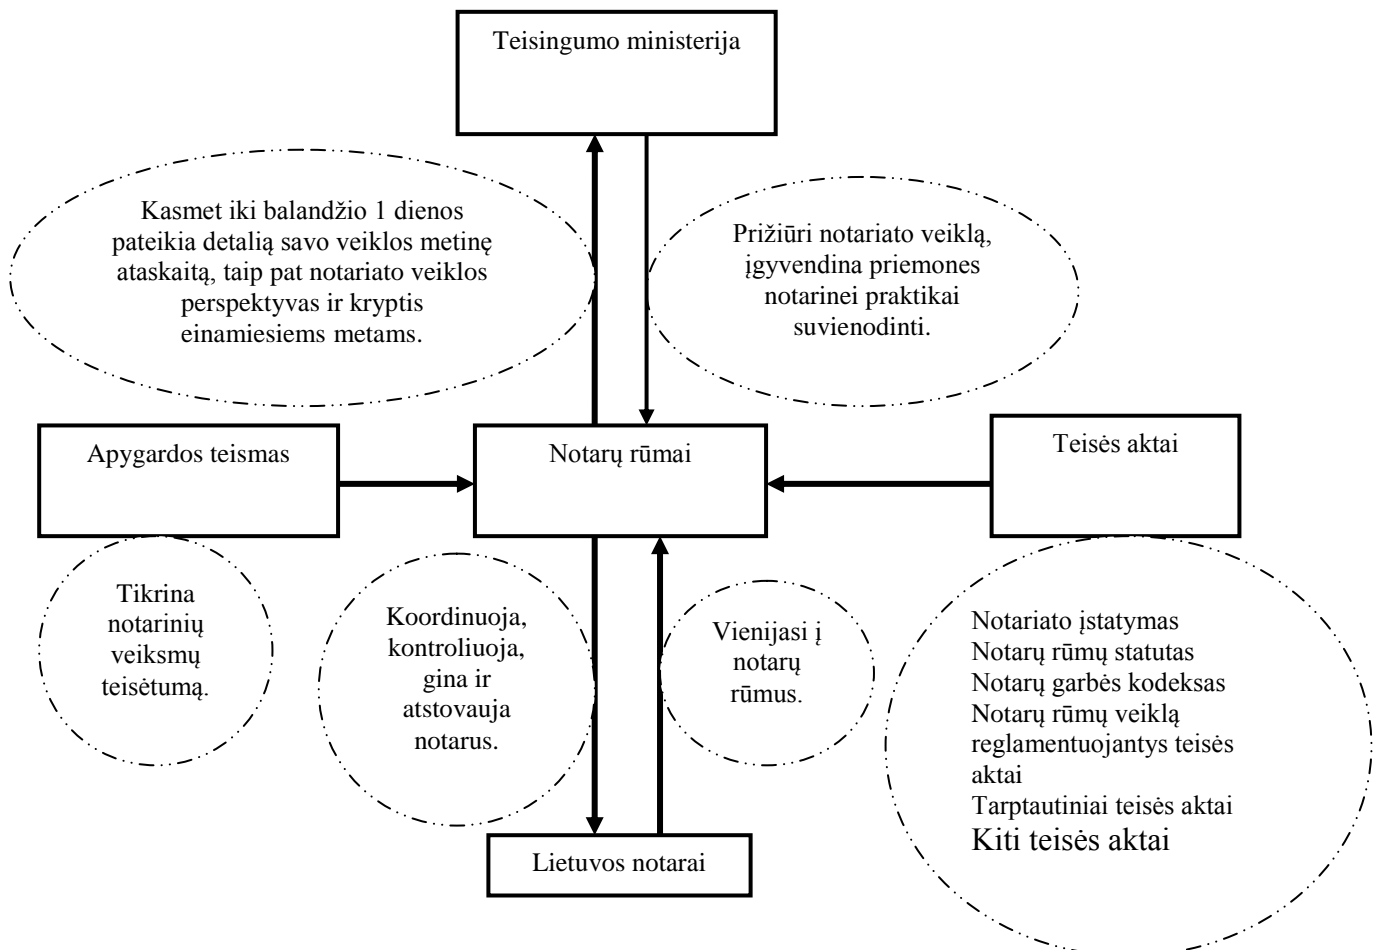 Teisingumo ministerija
Kasmet iki balandžio 1 dienos
pateikia detalią savo veiklos metinę
ataskaitą, taip pat notariato veiklos
perspektyvas ir kryptis
einamiesiems metams.
Prižiūri notariato veiklą,
įgyvendina priemones
notarinei praktikai
suvienodinti.
Apygardos teismas
Notarų rūmai
Teisės aktai
Tikrina
notarinių
veiksmų
teisėtumą.
Koordinuoja,
kontroliuoja,
gina ir
atstovauja
notarus.
Vienijasi į
notarų
rūmus.
Notariato įstatymas
Notarų rūmų statutas
Notarų garbės kodeksas
Notarų rūmų veiklą
reglamentuojantys teisės
aktai
Tarptautiniai teisės aktai
Kiti teisės aktai
Lietuvos notarai